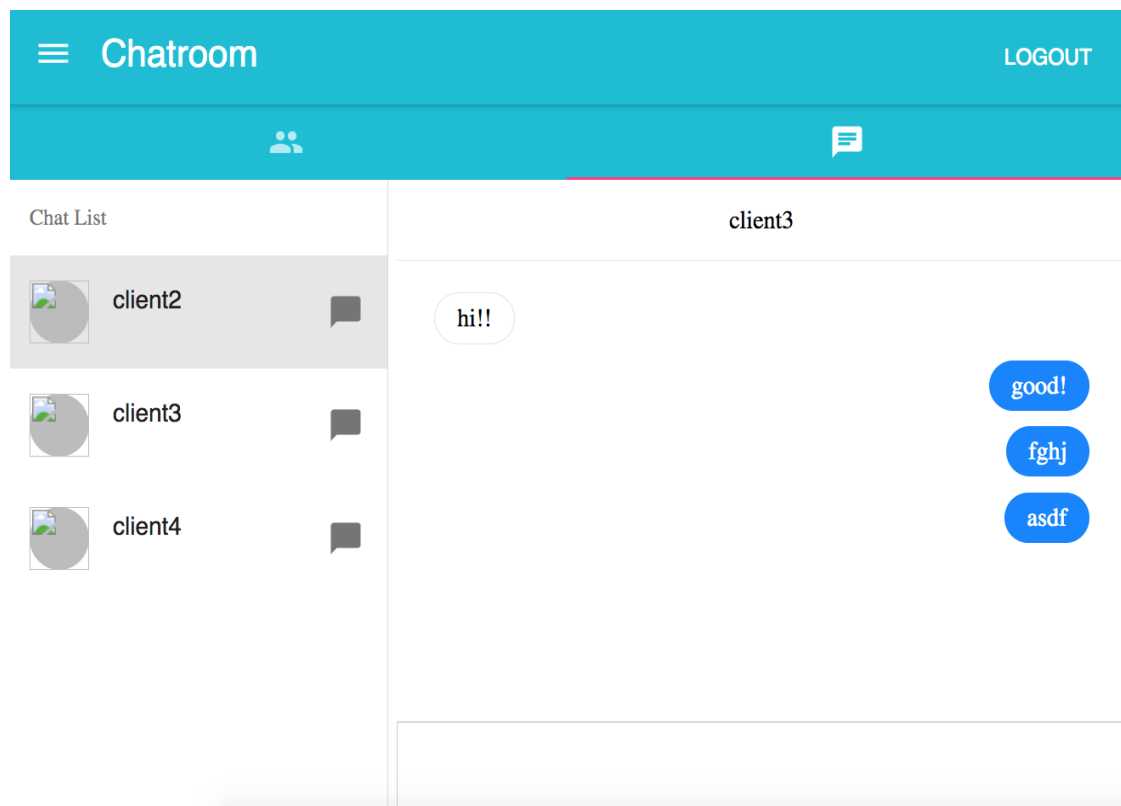 Chatroom
LOGOUT
Chat List
client3
client2
client3
client4
hi!!
good!
fghj
asdf